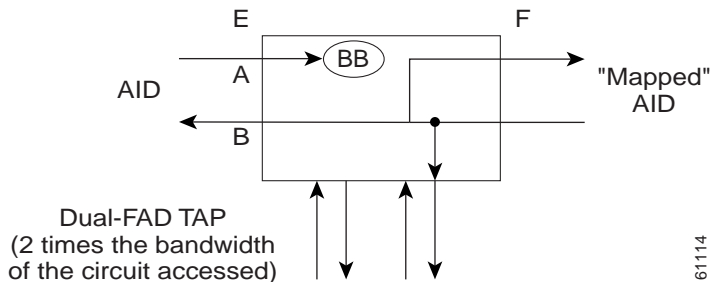 E
F
BB
A
AID
"Mapped"
AID
B
Dual-FAD TAP
(2 times the bandwidth
of the circuit accessed)
61114